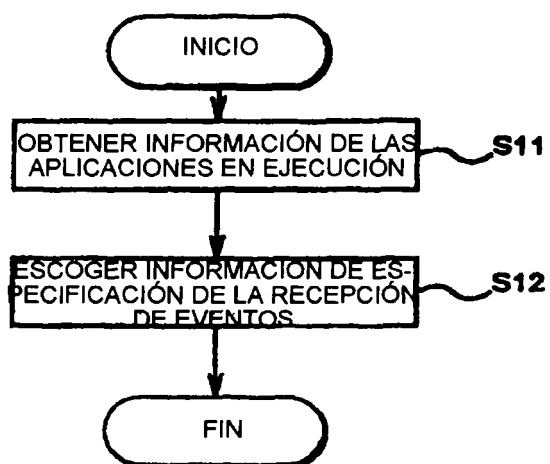 INICIO
OBTENER INFORMACIÓN DE LAS
APLICACIONES EN EJECUCIÓN
S11
ESCOGER INFORMACION DE ES-
PECIFICACIÓN DE LA RECEPCIÓN
DE EVENTOS
S12
FIN